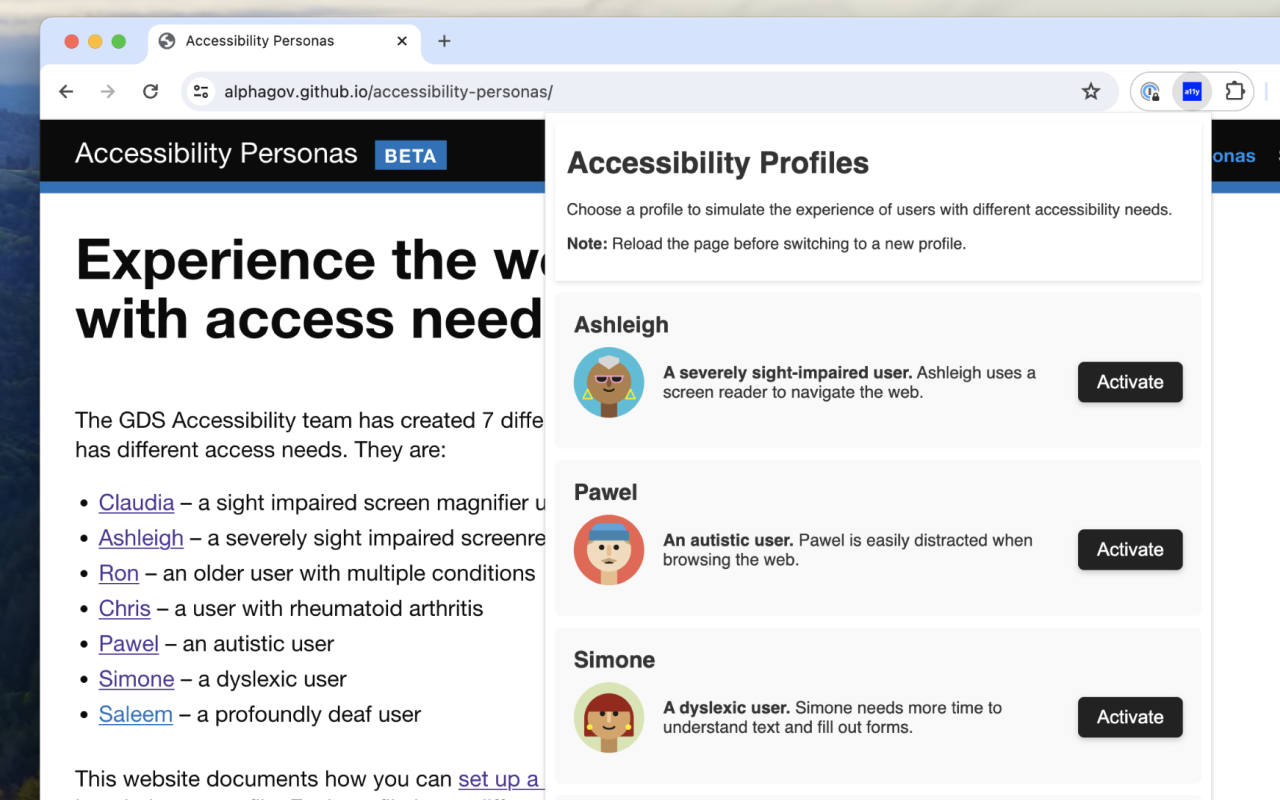 Accessibility Personas
alphagov.github.io/accessibility-personas/
a11y
Accessibility Personas BETA
Experience the
with access
The GDS Accessibility team has created 7
has different access needs. They are:
• Claudia – a sight impaired screen magnifier
• Ashleigh – a severely sight impaired
• Ron – an older user with multiple conditions
• Chris – a user with rheumatoid arthritis
• Pawel – an autistic user
• Simone – a dyslexic user
• Saleem – a profoundly deaf user
This website documents how you can set up a
Accessibility Profiles
Choose a profile to simulate the experience of users with different accessibility needs.
Note: Reload the page before switching to a new profile.
Ashleigh
A severely sight-impaired user. Ashleigh uses a
screen reader to navigate the web.
Activate
Pawel
An autistic user. Pawel is easily distracted when
browsing the web.
Activate
Simone
A dyslexic user. Simone needs more time to
understand text and fill out forms.
Activate